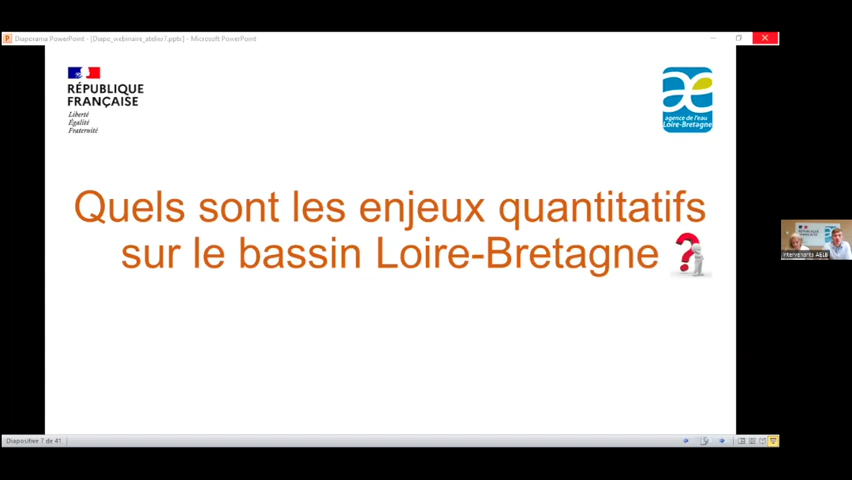 Diaporama PowerPoint - [Diapo_webinaire_atelier7.pptx] - Microsoft PowerPoint
RÉPUBLIQUE
FRANÇAISE
Liberté
Égalité
Fraternité
agence de l'eau
Loire-Bretagne
Quels sont les enjeux quantitatifs
sur le bassin Loire-Bretagne ?
Intervenants AELB
Diapositive 7 de 41